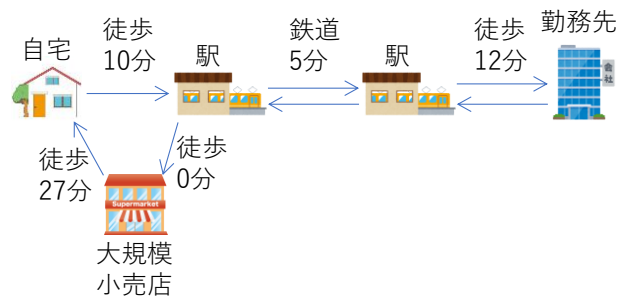 自宅
徒歩
10分
駅
鉄道
5分
駅
徒歩
12分
勤務先
会社
徒歩
27分
徒歩
0分
Supermarket
大規模
小売店